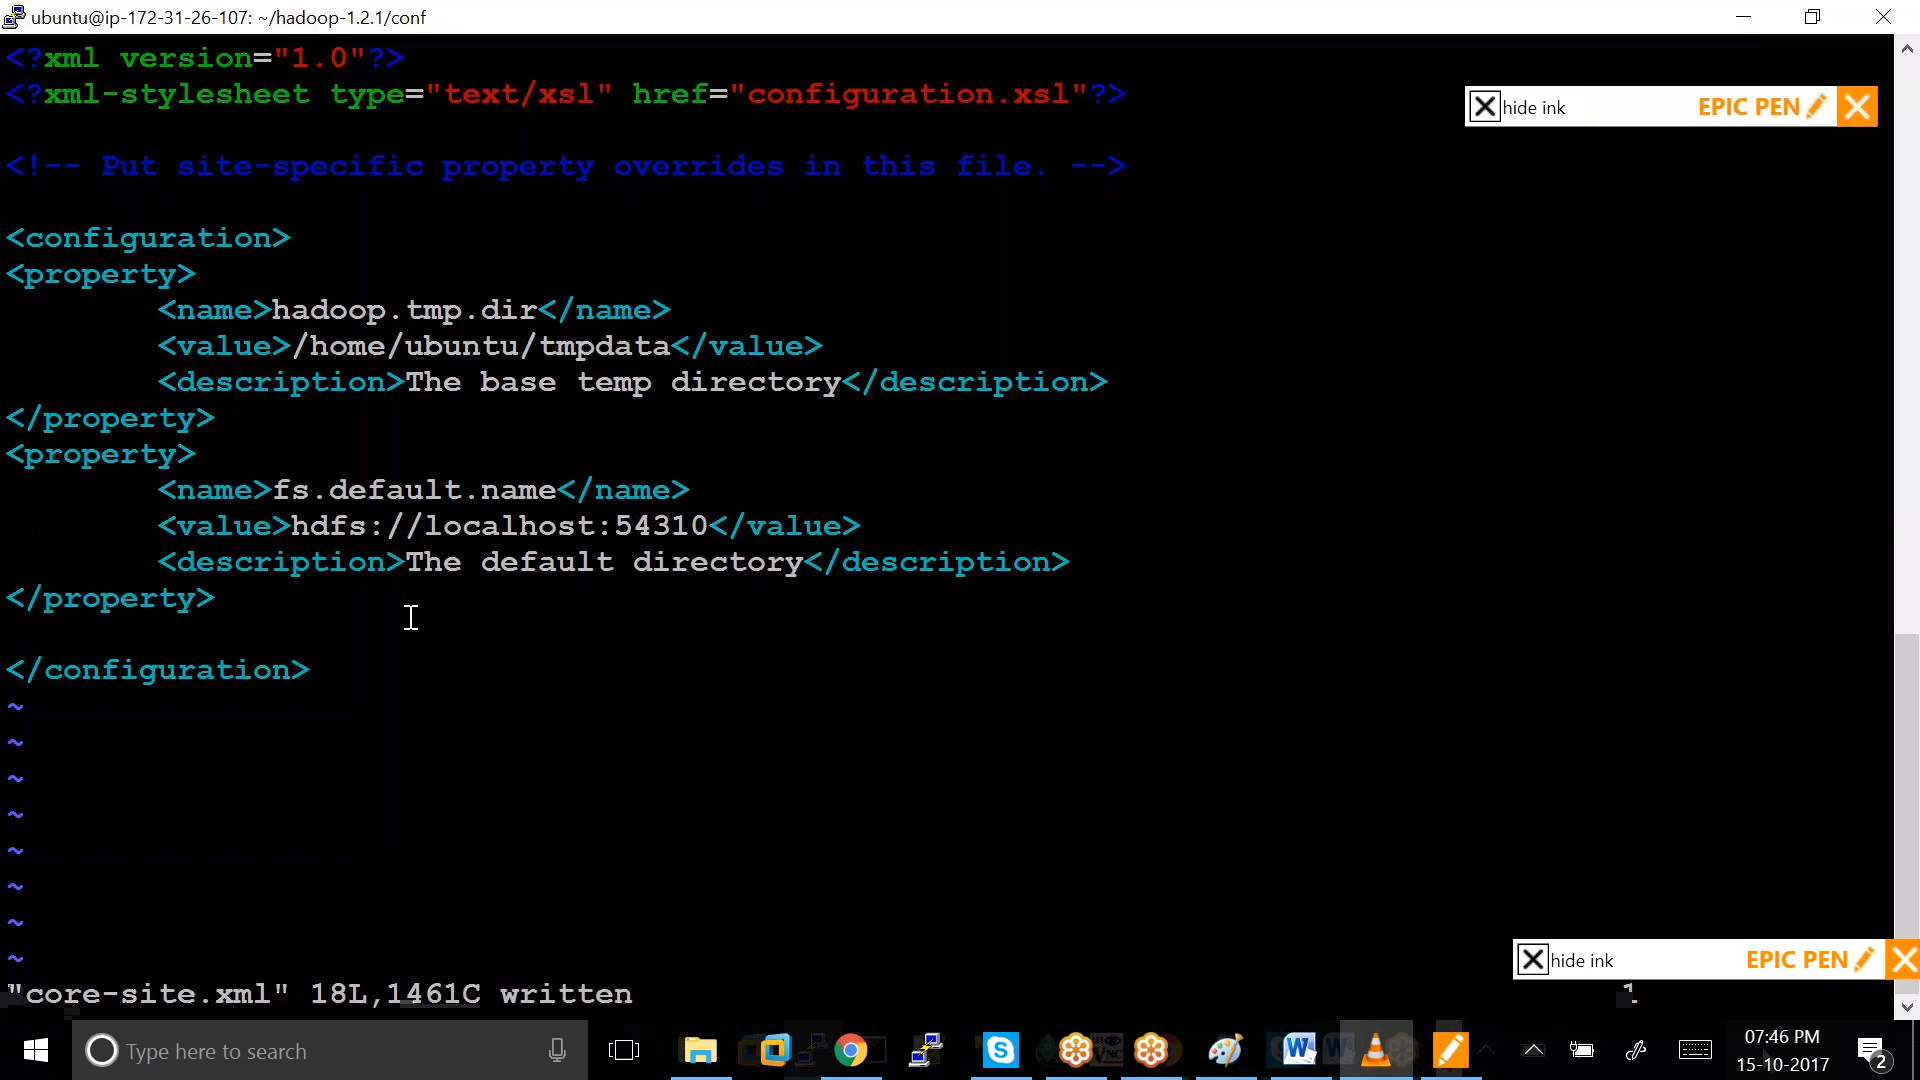 ubuntu@ip-172-31-26-107: ~/hadoop-1.2.1/conf
<?xml version="1.0"?>
<?xml-stylesheet type="text/xsl" href="configuration.xsl"?>
hide ink EPIC PEN
<!-- Put site-specific property overrides in this file. -->
<configuration>
<property>
<name>hadoop.tmp.dir</name>
<value>/home/ubuntu/tmpdata</value>
<description>The base temp directory</description>
</property>
<property>
<name>fs.default.name</name>
<value>hdfs://localhost:54310</value>
<description>The default directory</description>
</property>
</configuration>
~
~
~
~
~
~
~
~
hide ink EPIC PEN
"core-site.xml" 18L,1461C written
Type here to search
07:46 PM
15-10-2017
2